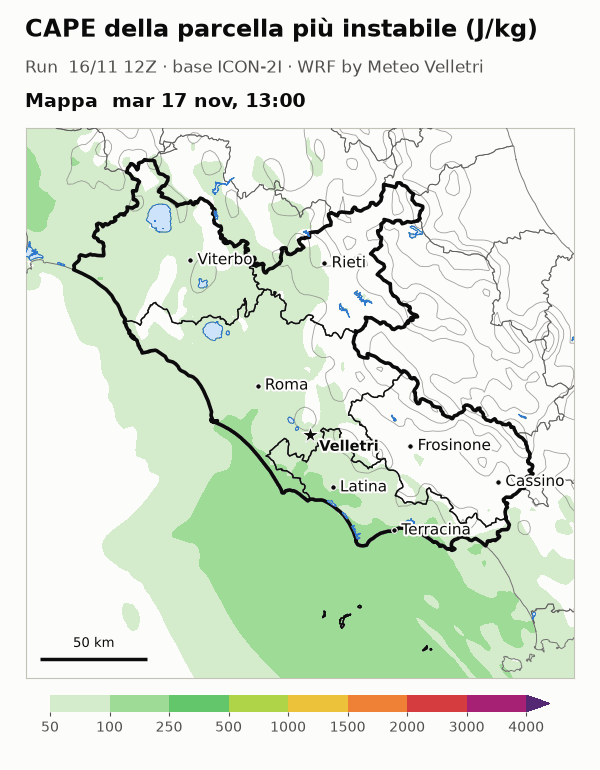 CAPE della parcella più instabile (J/kg)
Run  16/11 12Z · base ICON-2I · WRF by Meteo Velletri
Mappa  mar 17 nov, 13:00
Viterbo
Rieti
Roma
Velletri
Frosinone
Cassino
Latina
Terracina
50 km
50 100 250 500 1000 1500 2000 3000 4000